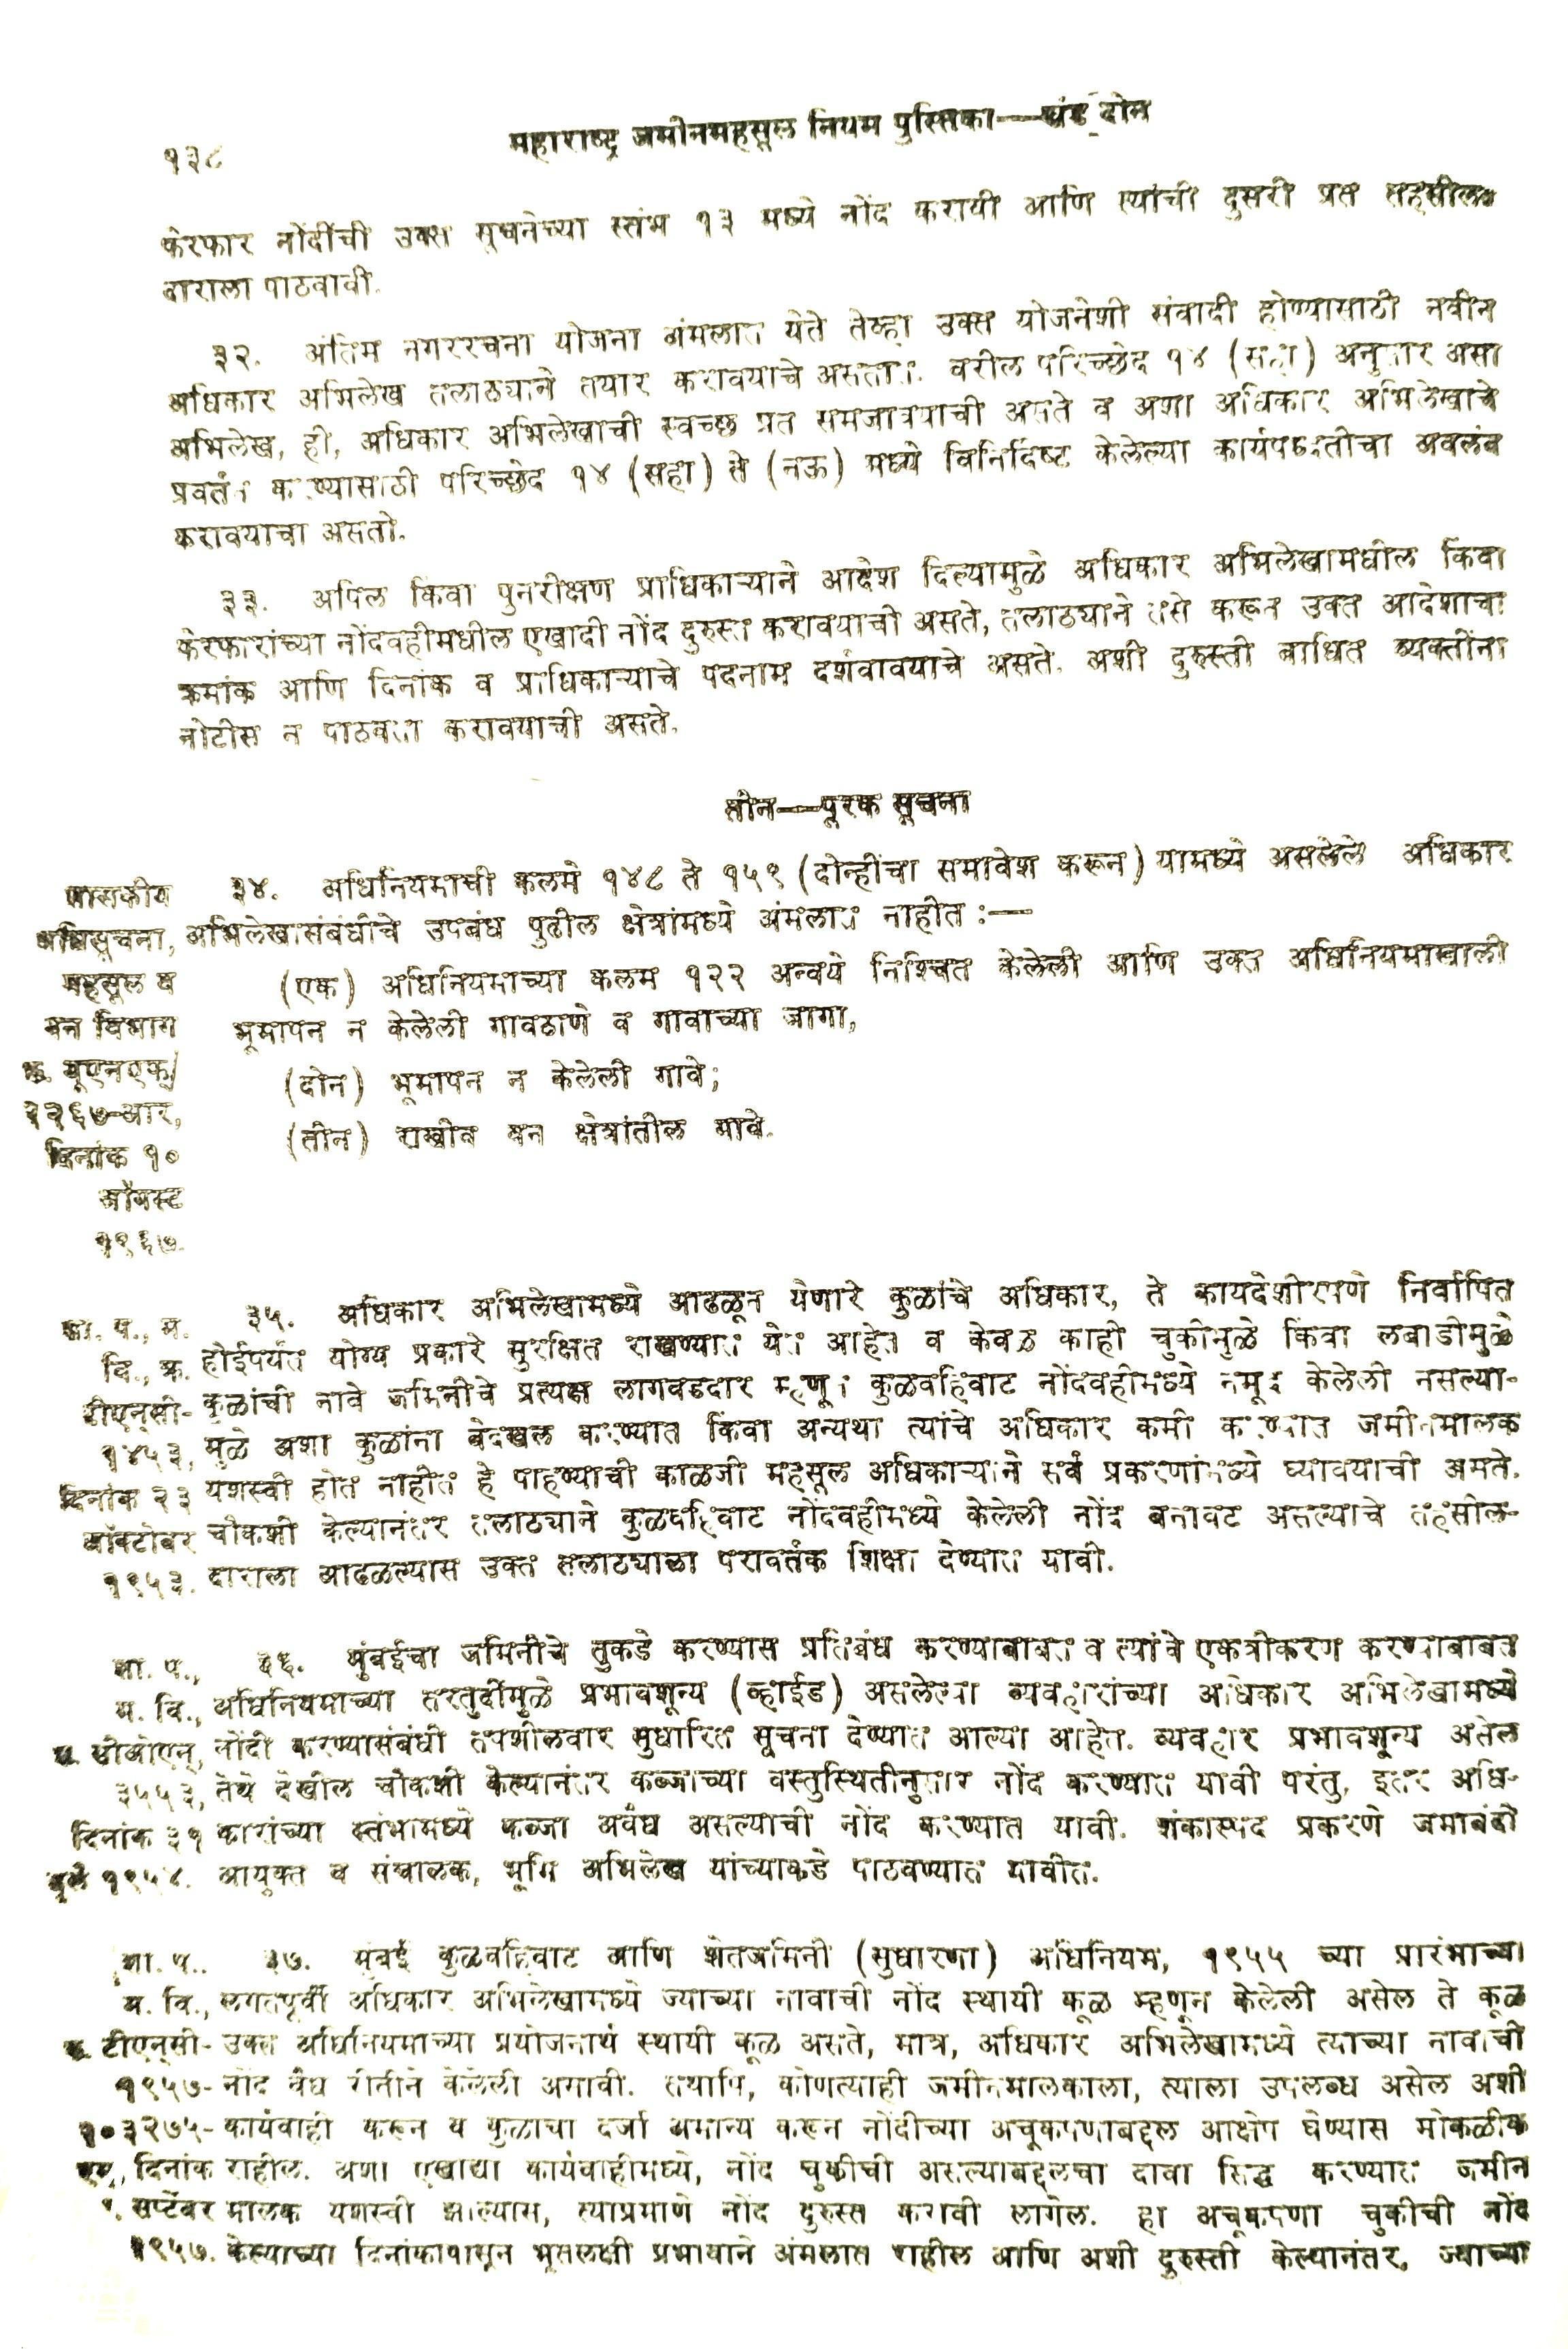 १३८
महाराष्ट्र जमीनमहसूल नियम पुस्तिका—खंड दोन
फेरफार नोंदींची उक्त सूचनेच्या स्तंभ १३ मध्ये नोंद करावी आणि त्यांची दुसरी प्रत तहसील-
दाराला पाठवावी.
३२. अंतिम नगररचना योजना अंमलात येते तेव्हा उक्त योजनेशी संवादी होण्यासाठी नवीन
अधिकार अभिलेख तलाठ्याने तयार करावयाचे असतात. वरील परिच्छेद १४ (सहा) अनुसार असा
अभिलेख, ही, अधिकार अभिलेखाची स्वच्छ प्रत समजावयाची असते व अशा अधिकार अभिलेखाचे
प्रवर्तन करण्यासाठी परिच्छेद १४ (सहा) ते (नऊ) मध्ये विनिर्दिष्ट केलेल्या कार्यपद्धतीचा अवलंब
करावयाचा असतो.
३३. अपिल किंवा पुनरीक्षण प्राधिकाऱ्याने आदेश दिल्यामुळे अधिकार अभिलेखामधील किंवा
फेरफारांच्या नोंदवहीमधील एखादी नोंद दुरुस्त करावयाची असते, तलाठ्याने तसे करून उक्त आदेशाचा
क्रमांक आणि दिनांक व प्राधिकाऱ्याचे पदनाम दर्शवावयाचे असते. अशी दुरुस्ती बाधित व्यक्तींना
नोटीस न पाठवता करावयाची असते.
तीन—पूरक सूचना
शासकीय ३४. अधिनियमाची कलमे १४८ ते १५९ (दोन्हींचा समावेश करून) यामध्ये असलेले अधिकार
अधिसूचना, अभिलेखासंबंधीचे उपबंध पुढील क्षेत्रांमध्ये अंमलात नाहीत :—
महसूल व (एक) अधिनियमाच्या कलम १२२ अन्वये निश्चित केलेली आणि उक्त अधिनियमाखाली
वन विभाग भूमापन न केलेली गावठाणे व गावाच्या जागा,
क्र. यूएनएफ/
(दोन) भूमापन न केलेली गावे;
२२६७-आर,
(तीन) राखीव वन क्षेत्रांतील गावे.
दिनांक १०
ऑगस्ट
१९६७.
शा. प., म. ३५. अधिकार अभिलेखामध्ये आढळून येणारे कुळांचे अधिकार, ते कायदेशीरपणे निर्वापित
वि., क्र. होईपर्यंत योग्य प्रकारे सुरक्षित राखण्यात येत आहेत व केवळ काही चुकीमुळे किंवा लबाडीमुळे
टीएन्सी- कुळांची नावे जमिनीचे प्रत्यक्ष लागवडदार म्हणून कुळवहिवाट नोंदवहीमध्ये नमूद केलेली नसल्या-
१४५३, मुळे अशा कुळांना बेदखल करण्यात किंवा अन्यथा त्यांचे अधिकार कमी करण्यात जमीनमालक
दिनांक २३ यशस्वी होत नाहीत हे पाहण्याची काळजी महसूल अधिकाऱ्याने सर्व प्रकरणांमध्ये घ्यावयाची असते.
ऑक्टोबर चौकशी केल्यानंतर तलाठ्याने कुळवहिवाट नोंदवहीमध्ये केलेली नोंद बनावट असल्याचे तहसील-
१९५३. दाराला आढळल्यास उक्त तलाठ्याला परावर्तक शिक्षा देण्यात यावी.
शा. प., ३६. मुंबईचा जमिनीचे तुकडे करण्यास प्रतिबंध करण्याबाबत व त्यांचे एकत्रीकरण करण्याबाबत
म. वि., अधिनियमाच्या तरतुदींमुळे प्रभावशून्य (व्हाईड) असलेल्या व्यवहारांच्या अधिकार अभिलेखामध्ये
क्र. सीओएन्, नोंदी करण्यासंबंधी तपशीलवार सुधारित सूचना देण्यात आल्या आहेत. व्यवहार प्रभावशून्य असेल
३५५३, तेथे देखील चौकशी केल्यानंतर कब्जाच्या वस्तुस्थितीनुसार नोंद करण्यात यावी परंतु, इतर अधि-
दिनांक ३१ कारांच्या स्तंभामध्ये कब्जा अवैध असल्याची नोंद करण्यात यावी. शंकास्पद प्रकरणे जमाबंदी
जुलै १९५४. आयुक्त व संचालक, भूमि अभिलेख यांच्याकडे पाठवण्यात यावीत.
शा. प., ३७. मुंबई कुळवहिवाट आणि शेतजमिनी (सुधारणा) अधिनियम, १९५५ च्या प्रारंभाच्या
म. वि., लगतपूर्वी अधिकार अभिलेखामध्ये ज्याच्या नावाची नोंद स्थायी कूळ म्हणून केलेली असेल ते कूळ
क्र. टीएन्सी- उक्त अधिनियमाच्या प्रयोजनार्थ स्थायी कूळ असते, मात्र, अधिकार अभिलेखामध्ये त्याच्या नावाची
१९५७- नोंद वैध रीतीने केलेली असावी. तथापि, कोणत्याही जमीनमालकाला, त्याला उपलब्ध असेल अशी
१०३२७५- कार्यवाही करून व कुळाचा दर्जा अमान्य करून नोंदीच्या अचूकपणाबद्दल आक्षेप घेण्यास मोकळीक
एम, दिनांक राहील. अशा एखाद्या कार्यवाहीमध्ये, नोंद चुकीची असल्याबद्दलचा दावा सिद्ध करण्यात जमीन
सप्टेंबर मालक यशस्वी झाल्यास, त्याप्रमाणे नोंद दुरुस्त करावी लागेल. हा अचूकपणा चुकीची नोंद
१९५७. केल्याच्या दिनांकापासून भूतलक्षी प्रभावाने अंमलात राहील आणि अशी दुरुस्ती केल्यानंतर, ज्याच्या